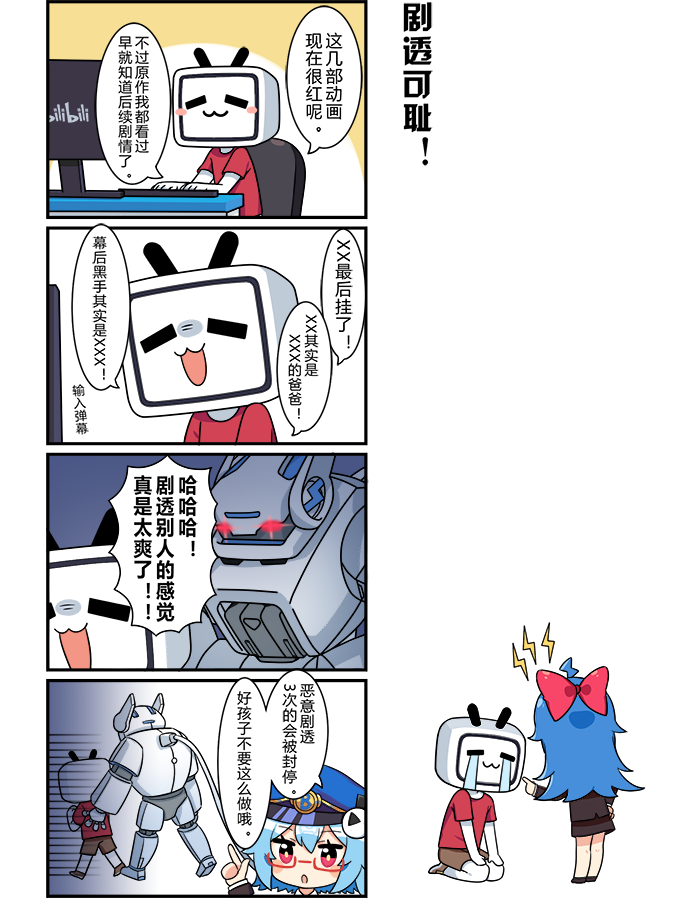 剧透可耻！
这几部动画
现在很红呢。
不过原作我都看过
早就知道后续剧情了。
bilibili
XX最后挂了！
XX其实是
XXX的爸爸！
幕后黑手其实是XXX！
输入弹幕
哈哈哈！
剧透别人的感觉
真是太爽了！！
恶意剧透
3次的会被封停。
好孩子不要这么做哦。